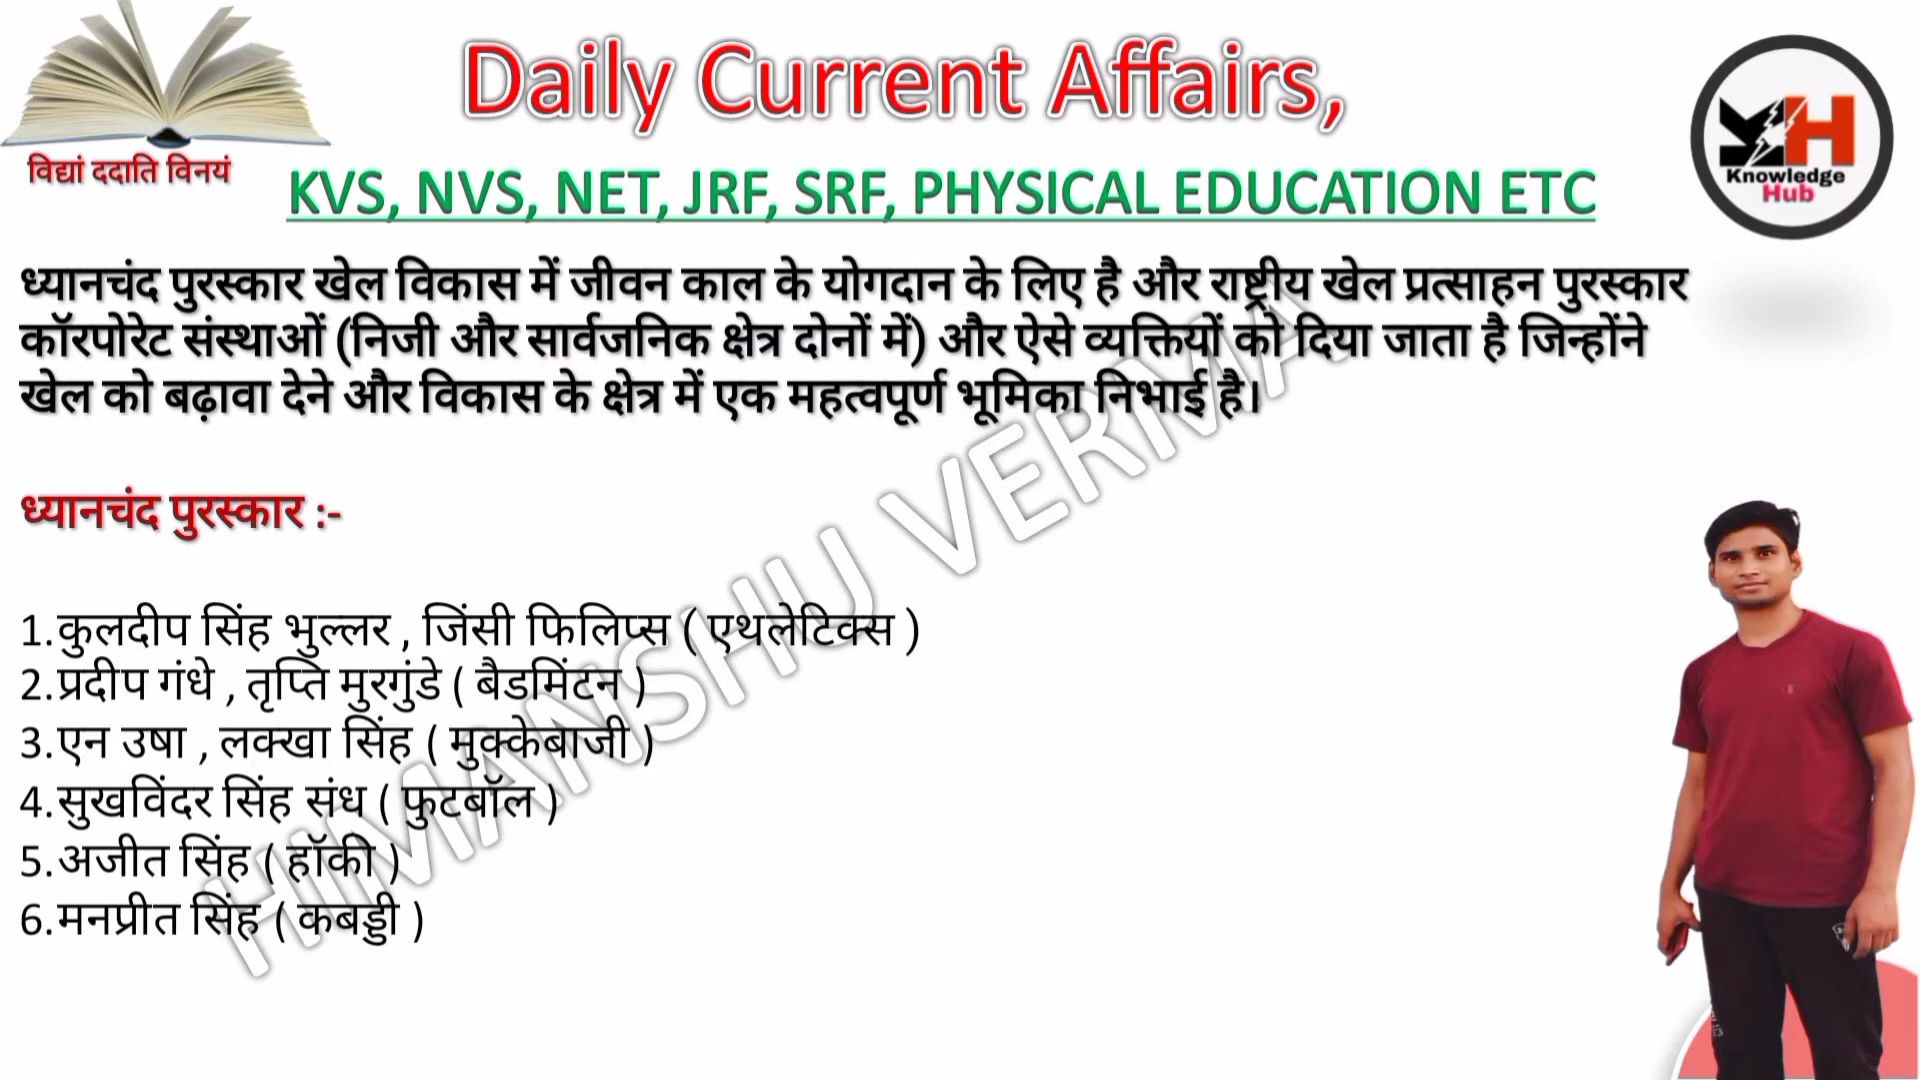 Daily Current Affairs,
विद्यां ददाति विनयं
KVS, NVS, NET, JRF, SRF, PHYSICAL EDUCATION ETC
KH
Knowledge
Hub
ध्यानचंद पुरस्कार खेल विकास में जीवन काल के योगदान के लिए है और राष्ट्रीय खेल प्रत्साहन पुरस्कार
कॉरपोरेट संस्थाओं (निजी और सार्वजनिक क्षेत्र दोनों में) और ऐसे व्यक्तियों को दिया जाता है जिन्होंने
खेल को बढ़ावा देने और विकास के क्षेत्र में एक महत्वपूर्ण भूमिका निभाई है।
ध्यानचंद पुरस्कार :-
1.कुलदीप सिंह भुल्लर , जिंसी फिलिप्स ( एथलेटिक्स )
2.प्रदीप गंधे , तृप्ति मुरगुंडे ( बैडमिंटन )
3.एन उषा , लक्खा सिंह ( मुक्केबाजी )
4.सुखविंदर सिंह संध ( फुटबॉल )
5.अजीत सिंह ( हॉकी )
6.मनप्रीत सिंह ( कबड्डी )
HIMANSHU VERMA